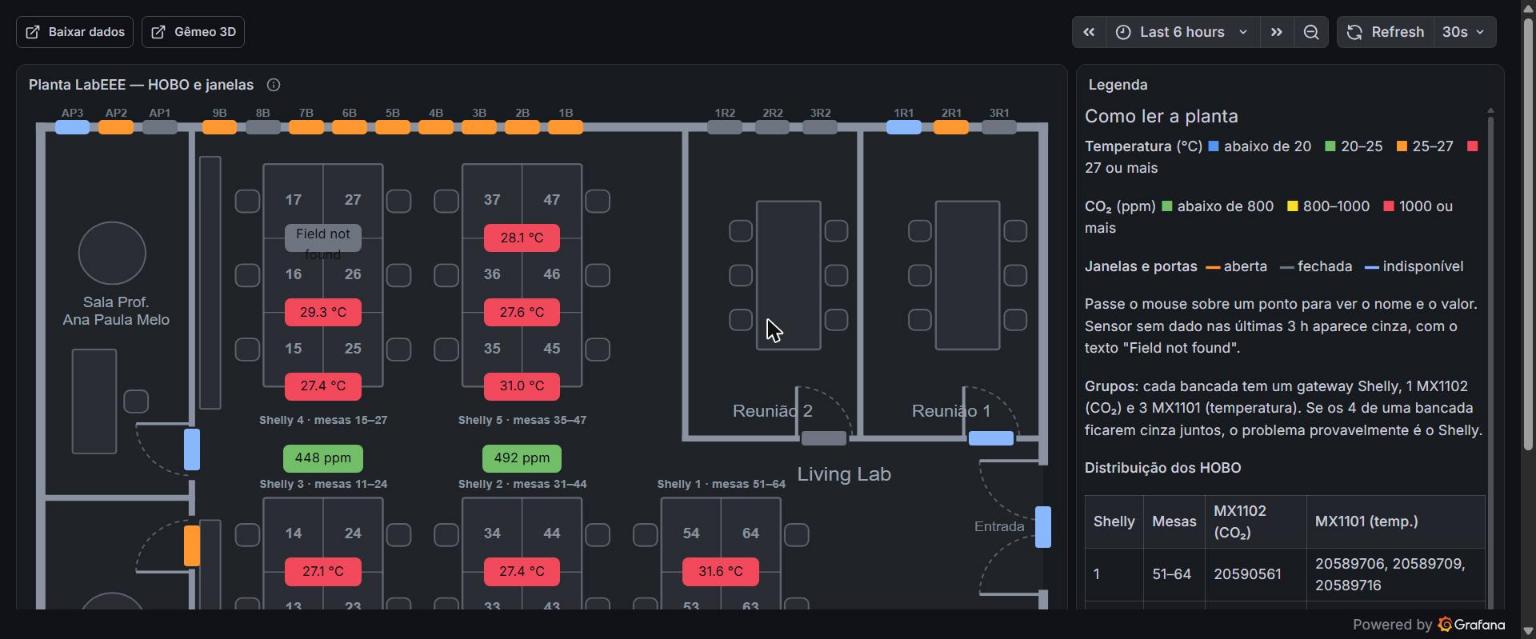 Baixar dados
Gêmeo 3D
Last 6 hours
Refresh
30s
Planta LabEEE — HOBO e janelas
AP3 AP2 AP1 9B 8B 7B 6B 5B 4B 3B 2B 1B 1R2 2R2 3R2 1R1 2R1 3R1
17 27 37 47
Field not found
28.1 °C
16 26 36 46
Sala Prof.
Ana Paula Melo
29.3 °C
27.6 °C
15 25 35 45
27.4 °C
31.0 °C
Shelly 4 · mesas 15–27
Shelly 5 · mesas 35–47
Reunião 2
Reunião 1
448 ppm
492 ppm
Living Lab
Shelly 3 · mesas 11–24
Shelly 2 · mesas 31–44
Shelly 1 · mesas 51–64
Entrada
14 24 34 44 54 64
27.1 °C
27.4 °C
31.6 °C
13 23 33 43 53 63
Legenda
Como ler a planta
Temperatura (°C) abaixo de 20 20–25 25–27
27 ou mais
CO₂ (ppm) abaixo de 800 800–1000 1000 ou
mais
Janelas e portas aberta fechada indisponível
Passe o mouse sobre um ponto para ver o nome e o valor.
Sensor sem dado nas últimas 3 h aparece cinza, com o
texto "Field not found".
Grupos: cada bancada tem um gateway Shelly, 1 MX1102
(CO₂) e 3 MX1101 (temperatura). Se os 4 de uma bancada
ficarem cinza juntos, o problema provavelmente é o Shelly.
Distribuição dos HOBO
Shelly Mesas MX1102 (CO₂) MX1101 (temp.)
1 51–64 20590561 20589706, 20589709,
20589716
Powered by Grafana